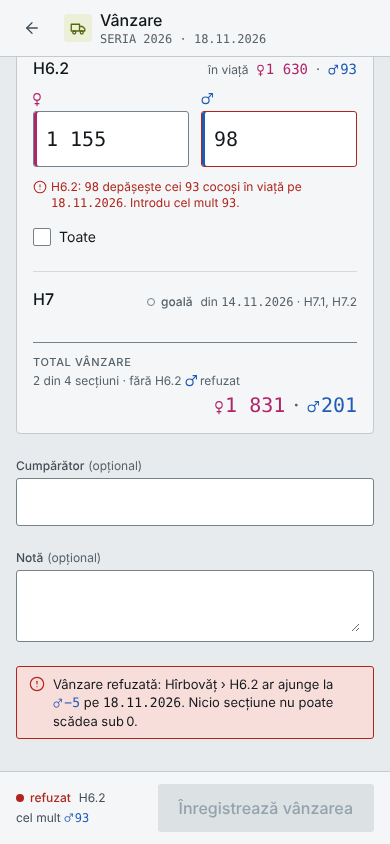 Vânzare
SERIA 2026 · 18.11.2026
H6.2 în viață ♀1 630 · ♂93
♀ ♂
1 155 98
H6.2: 98 depășește cei 93 cocoși în viață pe
18.11.2026. Introdu cel mult 93.
Toate
H7 goală din 14.11.2026 · H7.1, H7.2
TOTAL VÂNZARE
2 din 4 secțiuni · fără H6.2 ♂ refuzat
♀1 831 · ♂201
Cumpărător (opțional)
Notă (opțional)
Vânzare refuzată: Hîrbovăț › H6.2 ar ajunge la
♂−5 pe 18.11.2026. Nicio secțiune nu poate
scădea sub 0.
refuzat H6.2
cel mult ♂93
Înregistrează vânzarea